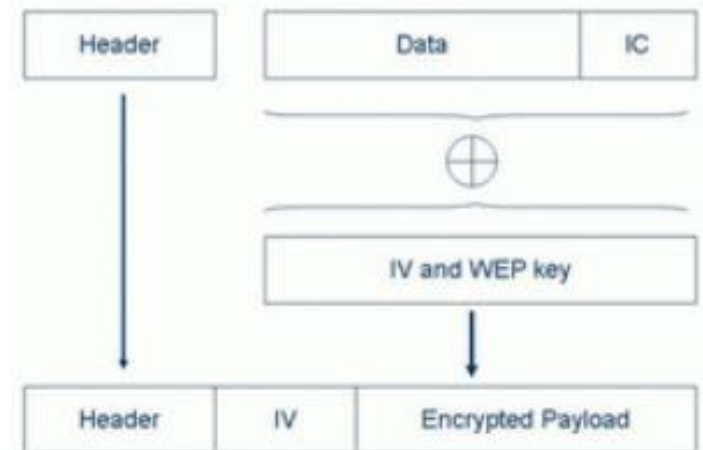 Header Data IC
IV and WEP key
Header IV Encrypted Payload